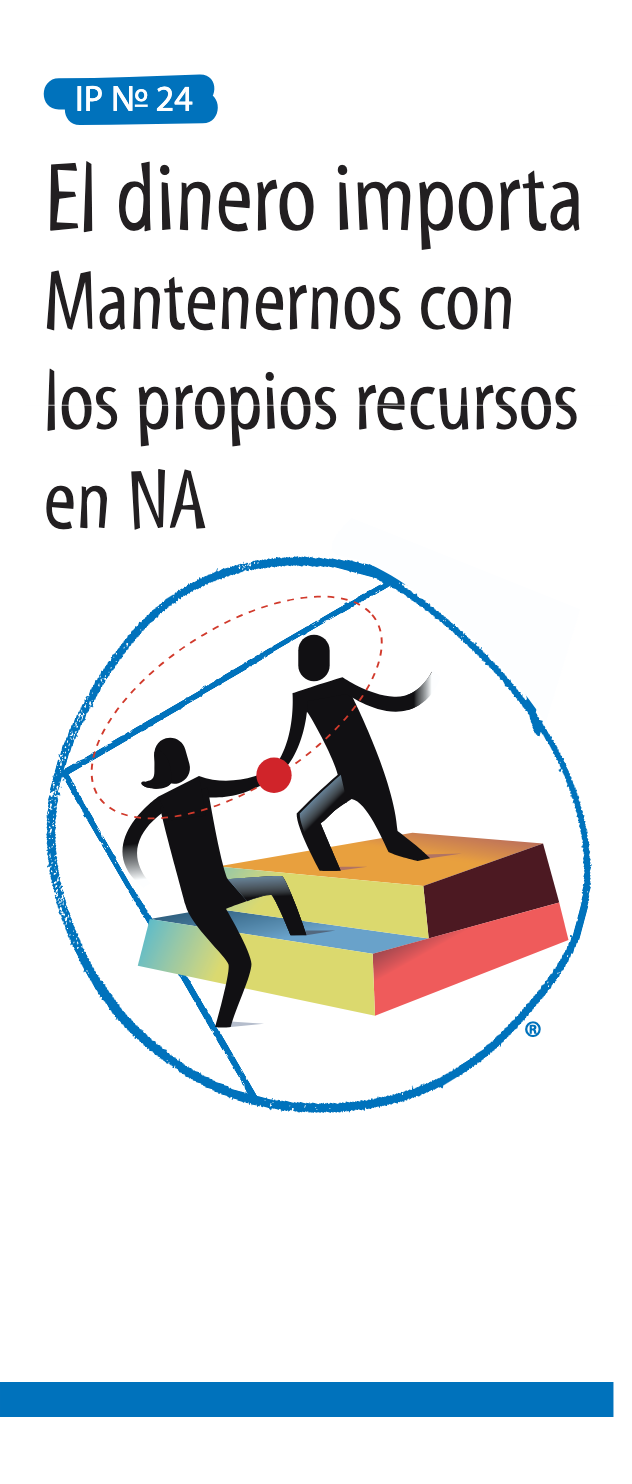 IP Nº 24
El dinero importa
Mantenernos con
los propios recursos
en NA
®